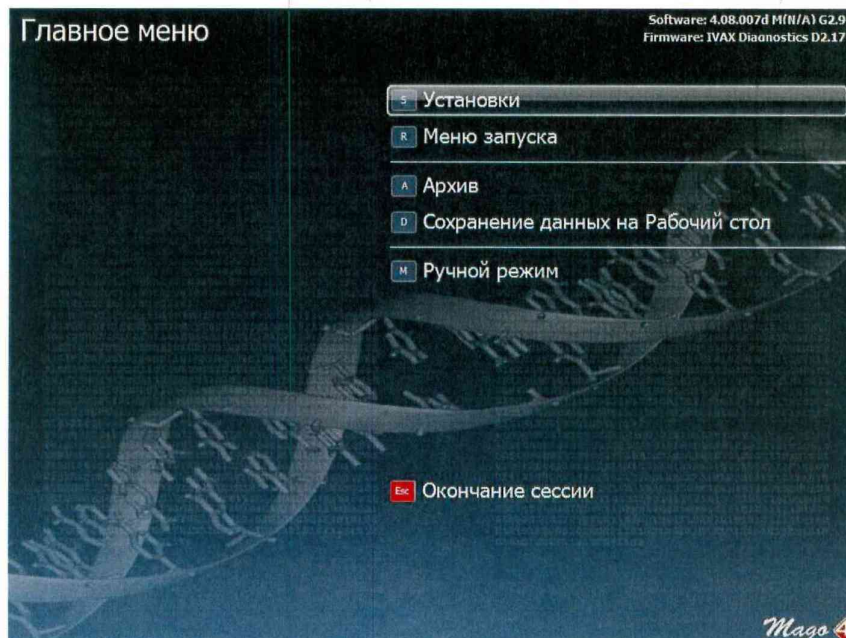 Главное меню
Software: 4.08.007d M(N/A) G2.9
Firmware: IVAX Diagnostics D2.17
S Установки
R Меню запуска
A Архив
D Сохранение данных на Рабочий стол
M Ручной режим
Esc Окончание сессии
Mago 4